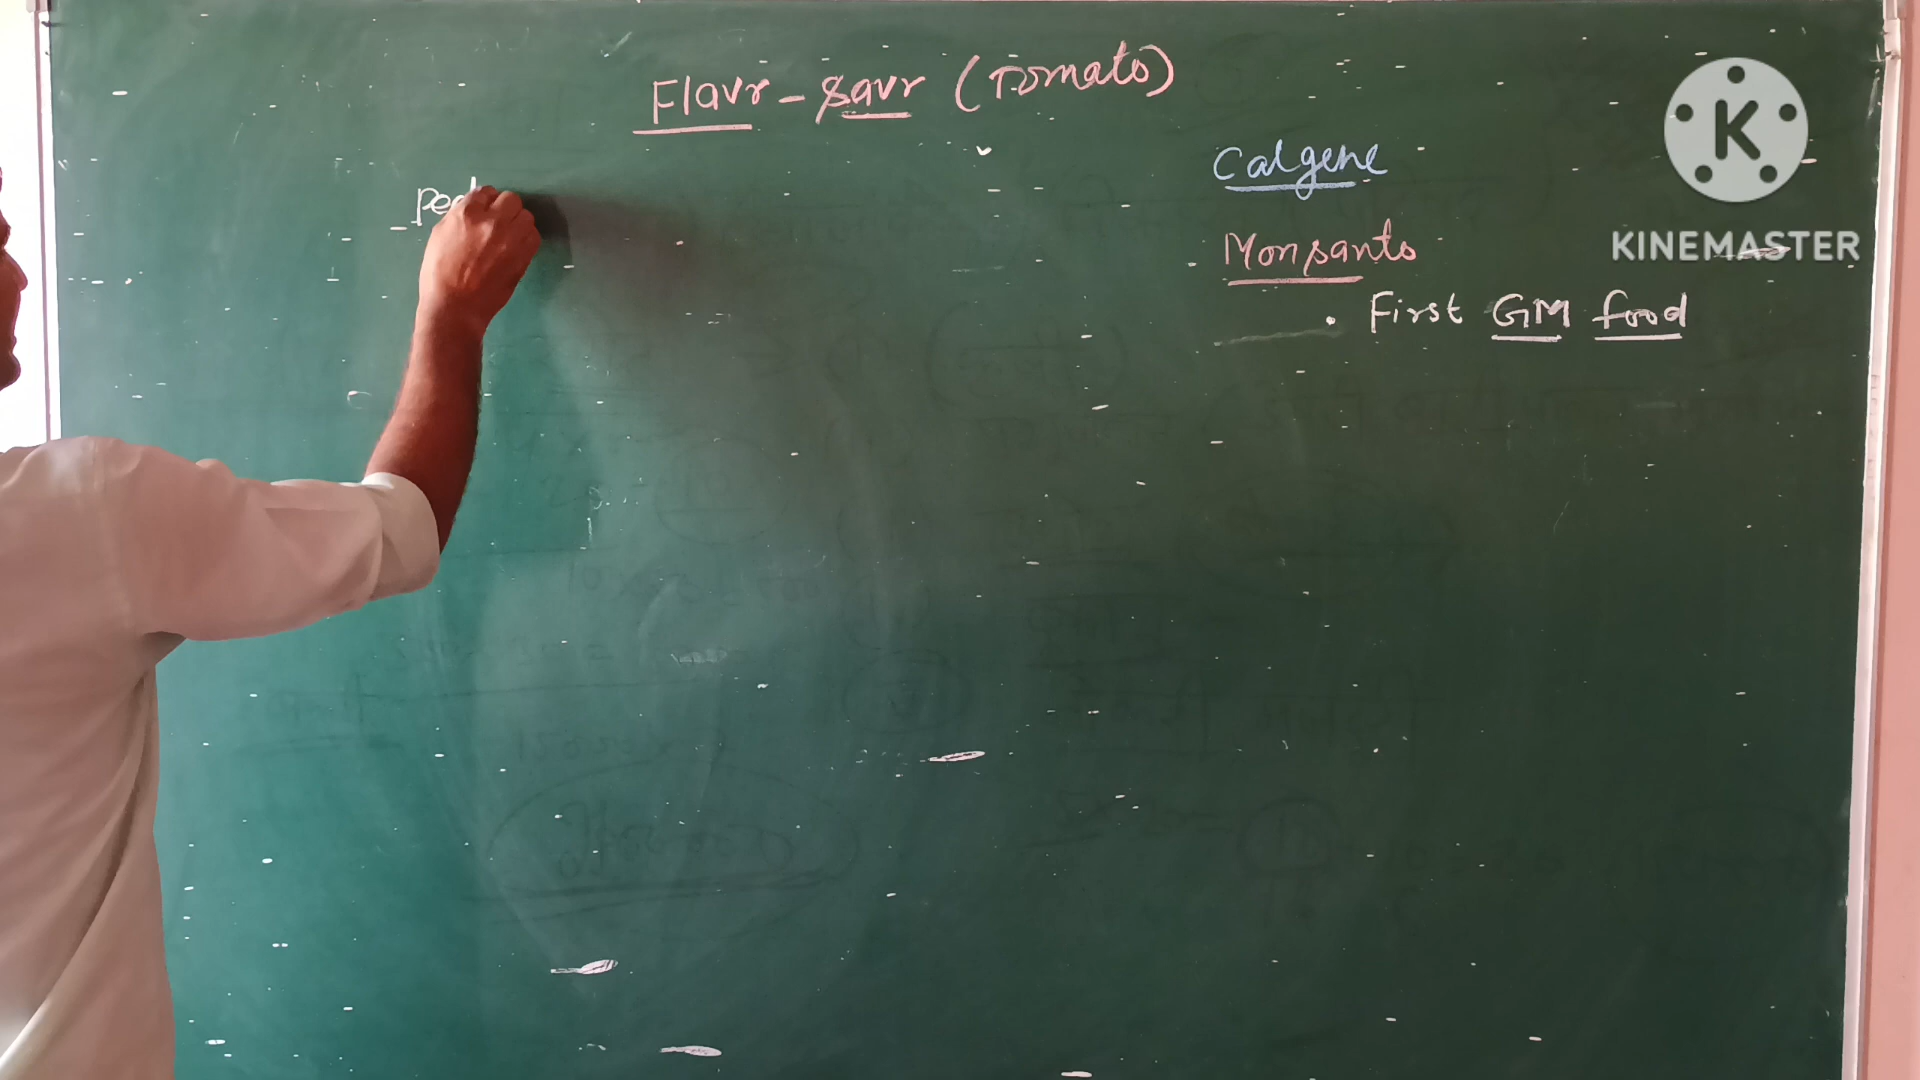 Flavr-Savr (Tomato)
Calgene
Monsanto
• First GM food
KINEMASTER